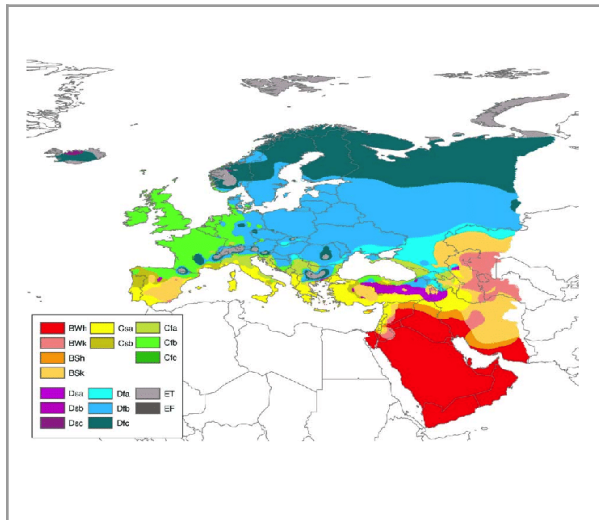 BWh Csa Cfa
BWk Csb Cfb
BSh Cfc
BSk
Dsa Dfa ET
Dsb Dfb EF
Dsc Dfc